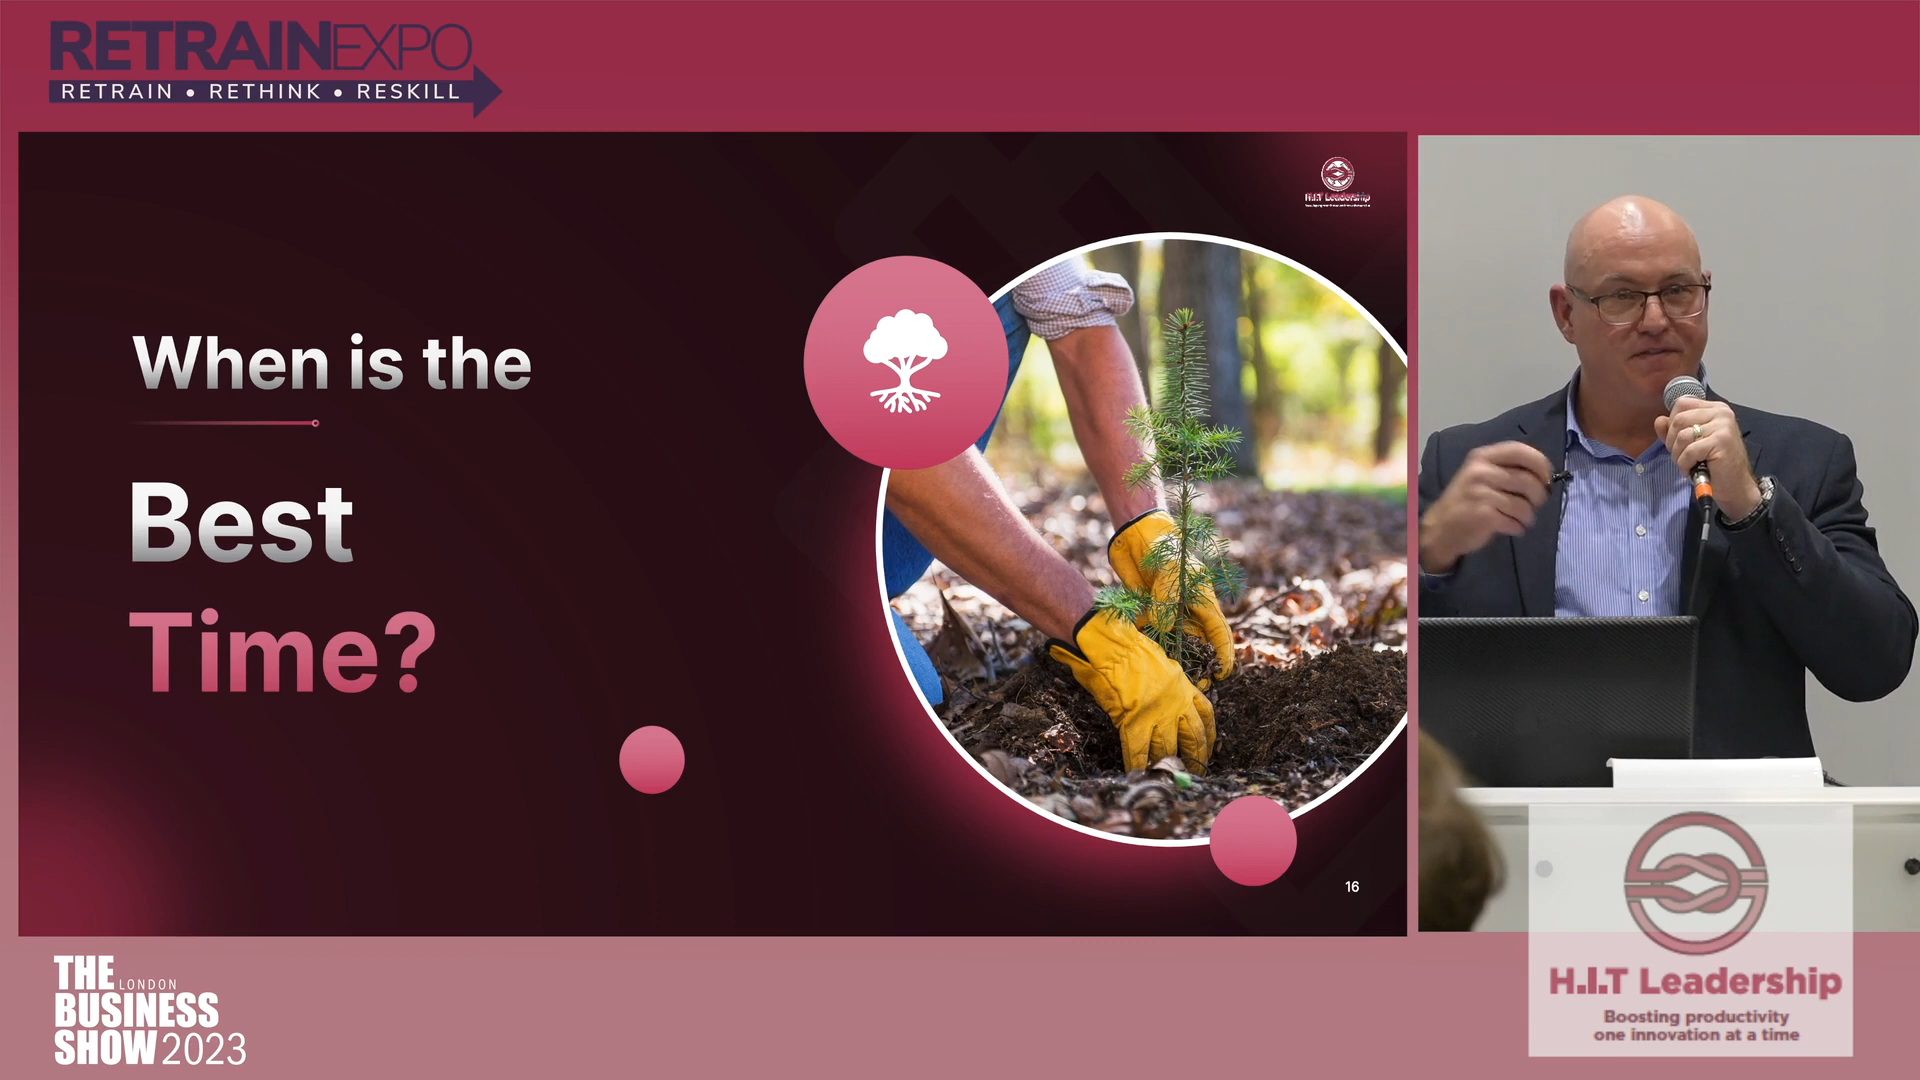 RETRAINEXPO
RETRAIN • RETHINK • RESKILL
H.I.T Leadership
When is the
Best
Time?
16
THE
LONDON
BUSINESS
SHOW 2023
H.I.T Leadership
Boosting productivity
one innovation at a time